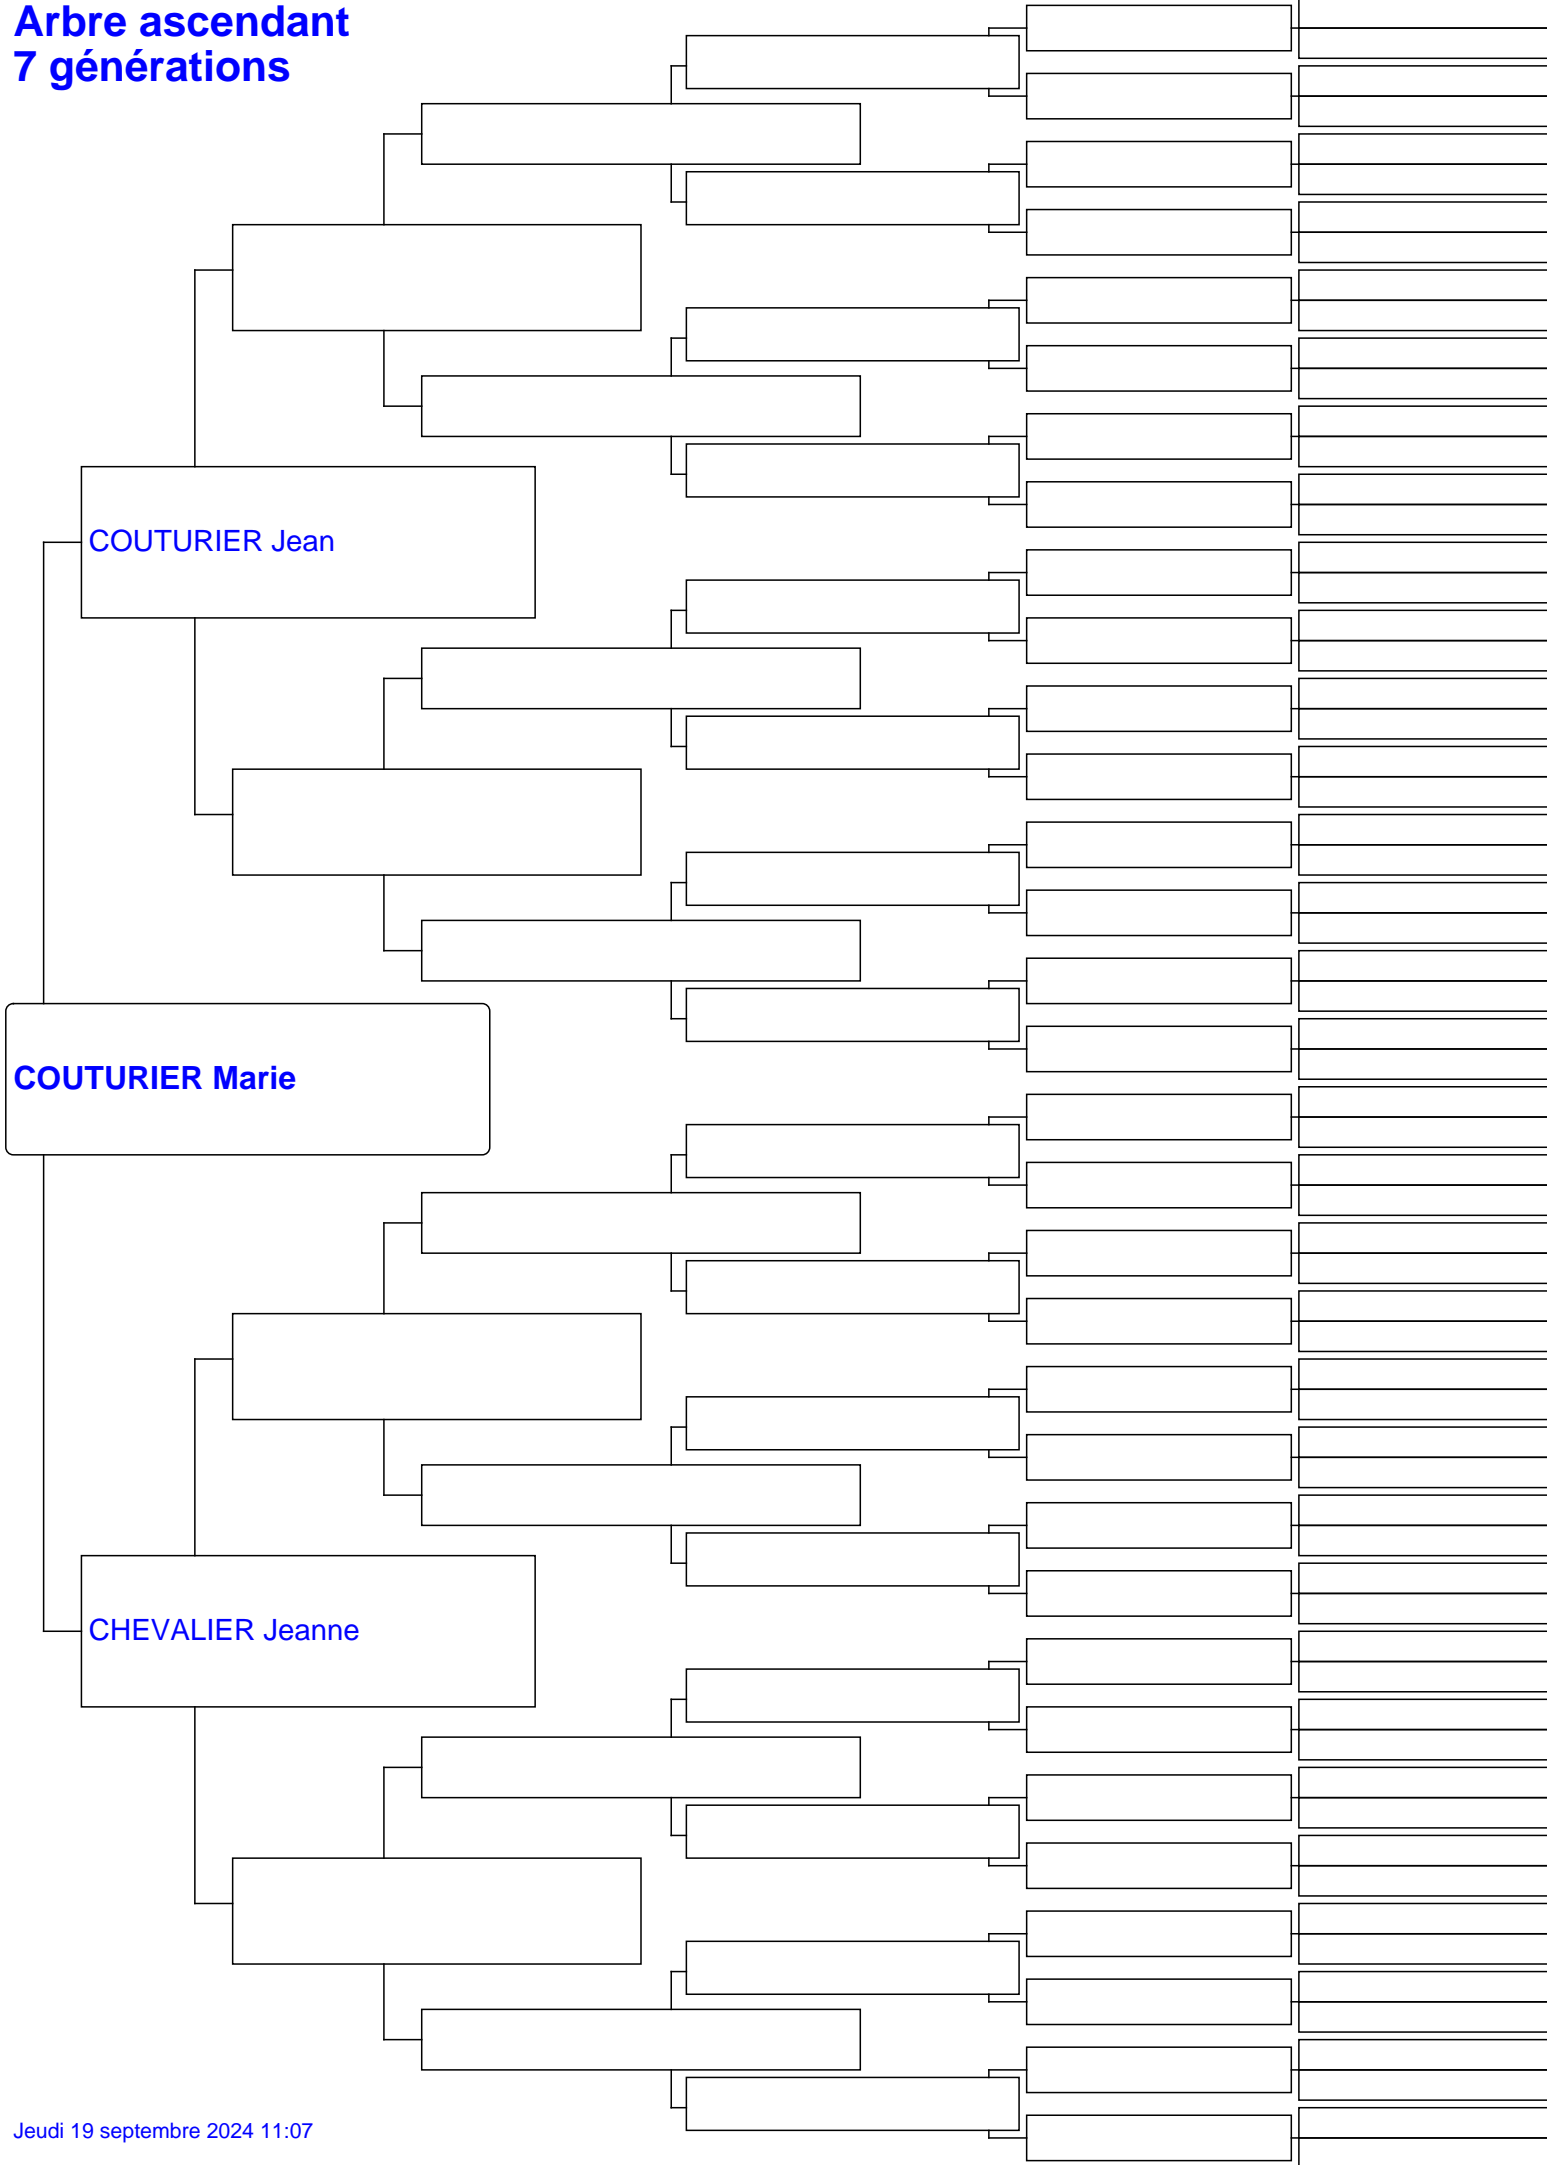 Arbre ascendant
7 générations
COUTURIER Jean
COUTURIER Marie
CHEVALIER Jeanne
Jeudi 19 septembre 2024 11:07